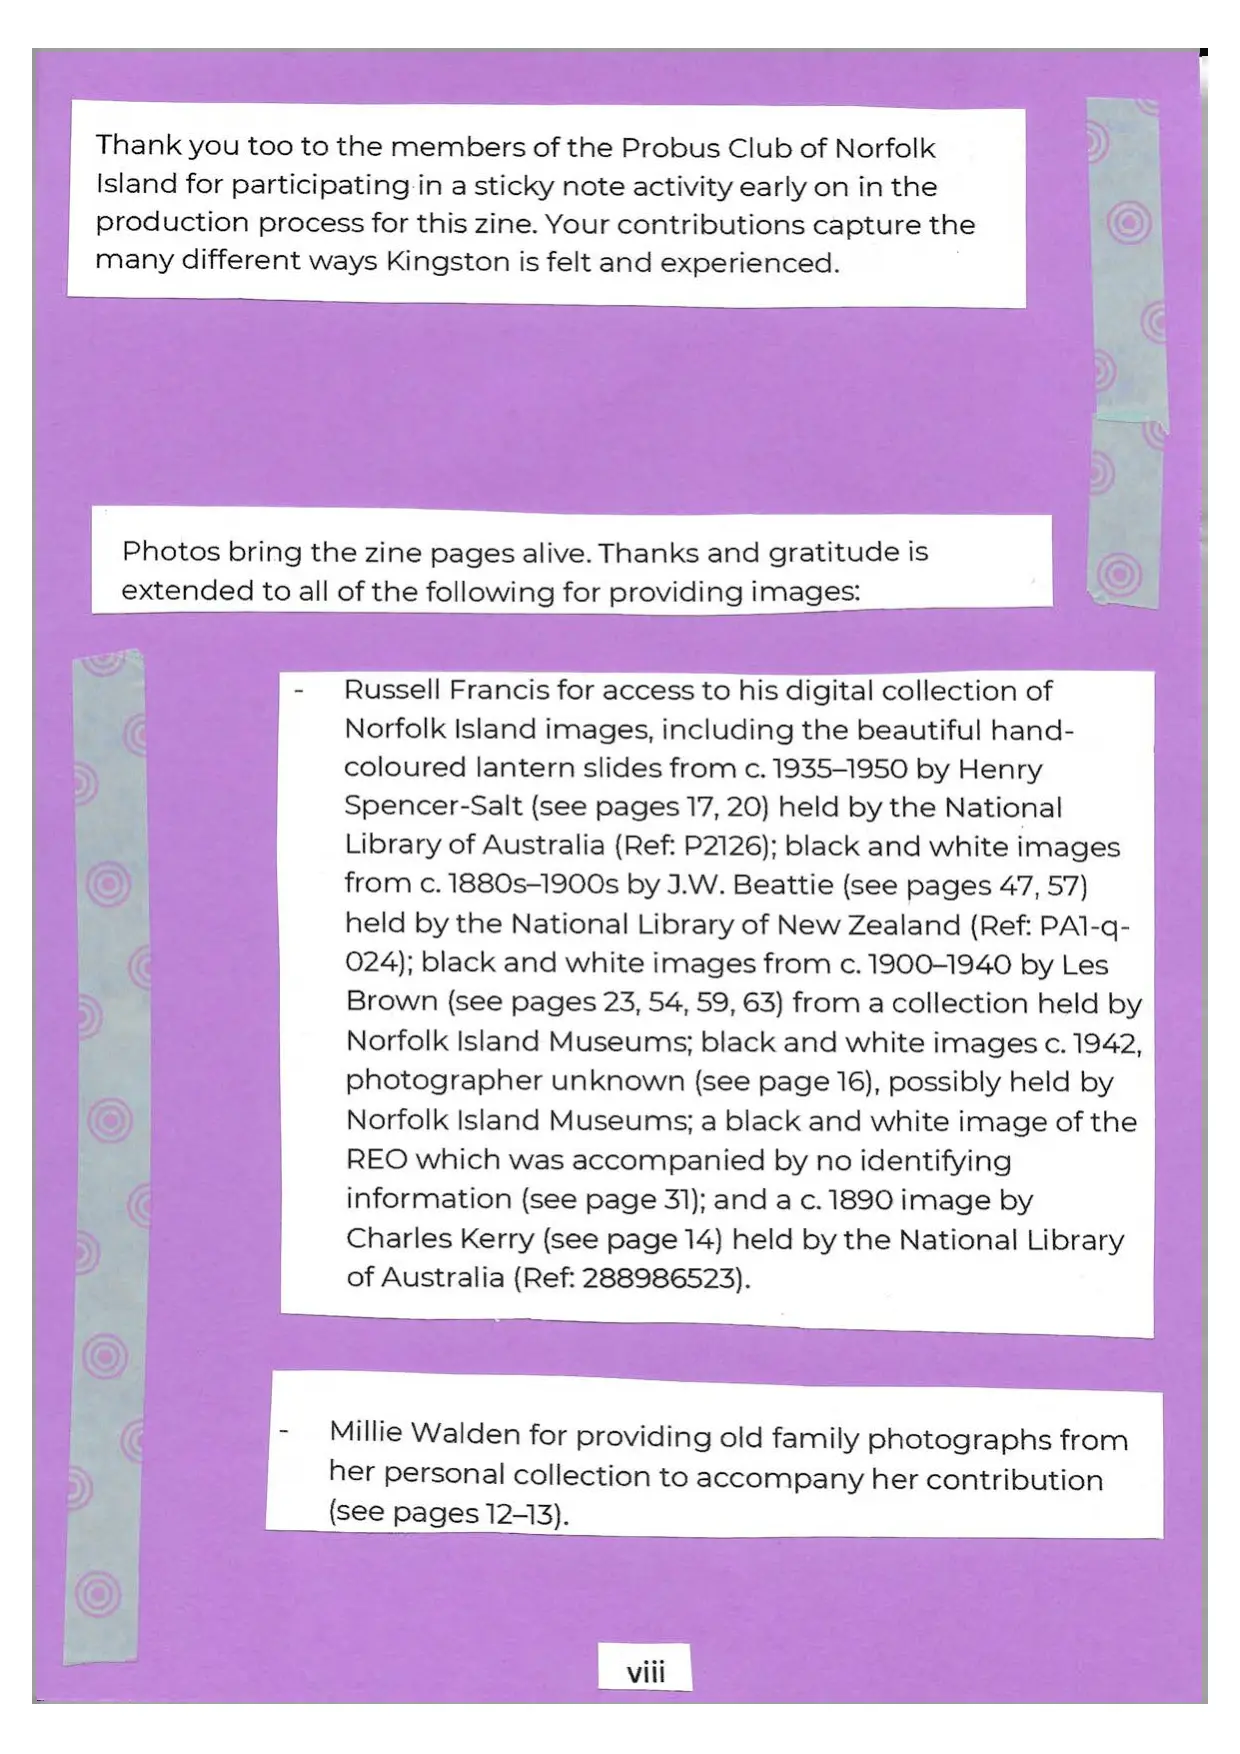 Thank you too to the members of the Probus Club of Norfolk
Island for participating in a sticky note activity early on in the
production process for this zine. Your contributions capture the
many different ways Kingston is felt and experienced.
Photos bring the zine pages alive. Thanks and gratitude is
extended to all of the following for providing images:
- Russell Francis for access to his digital collection of
Norfolk Island images, including the beautiful hand-
coloured lantern slides from c. 1935–1950 by Henry
Spencer-Salt (see pages 17, 20) held by the National
Library of Australia (Ref: P2126); black and white images
from c. 1880s–1900s by J.W. Beattie (see pages 47, 57)
held by the National Library of New Zealand (Ref: PA1-q-
024); black and white images from c. 1900–1940 by Les
Brown (see pages 23, 54, 59, 63) from a collection held by
Norfolk Island Museums; black and white images c. 1942,
photographer unknown (see page 16), possibly held by
Norfolk Island Museums; a black and white image of the
REO which was accompanied by no identifying
information (see page 31); and a c. 1890 image by
Charles Kerry (see page 14) held by the National Library
of Australia (Ref: 288986523).
- Millie Walden for providing old family photographs from
her personal collection to accompany her contribution
(see pages 12–13).
viii